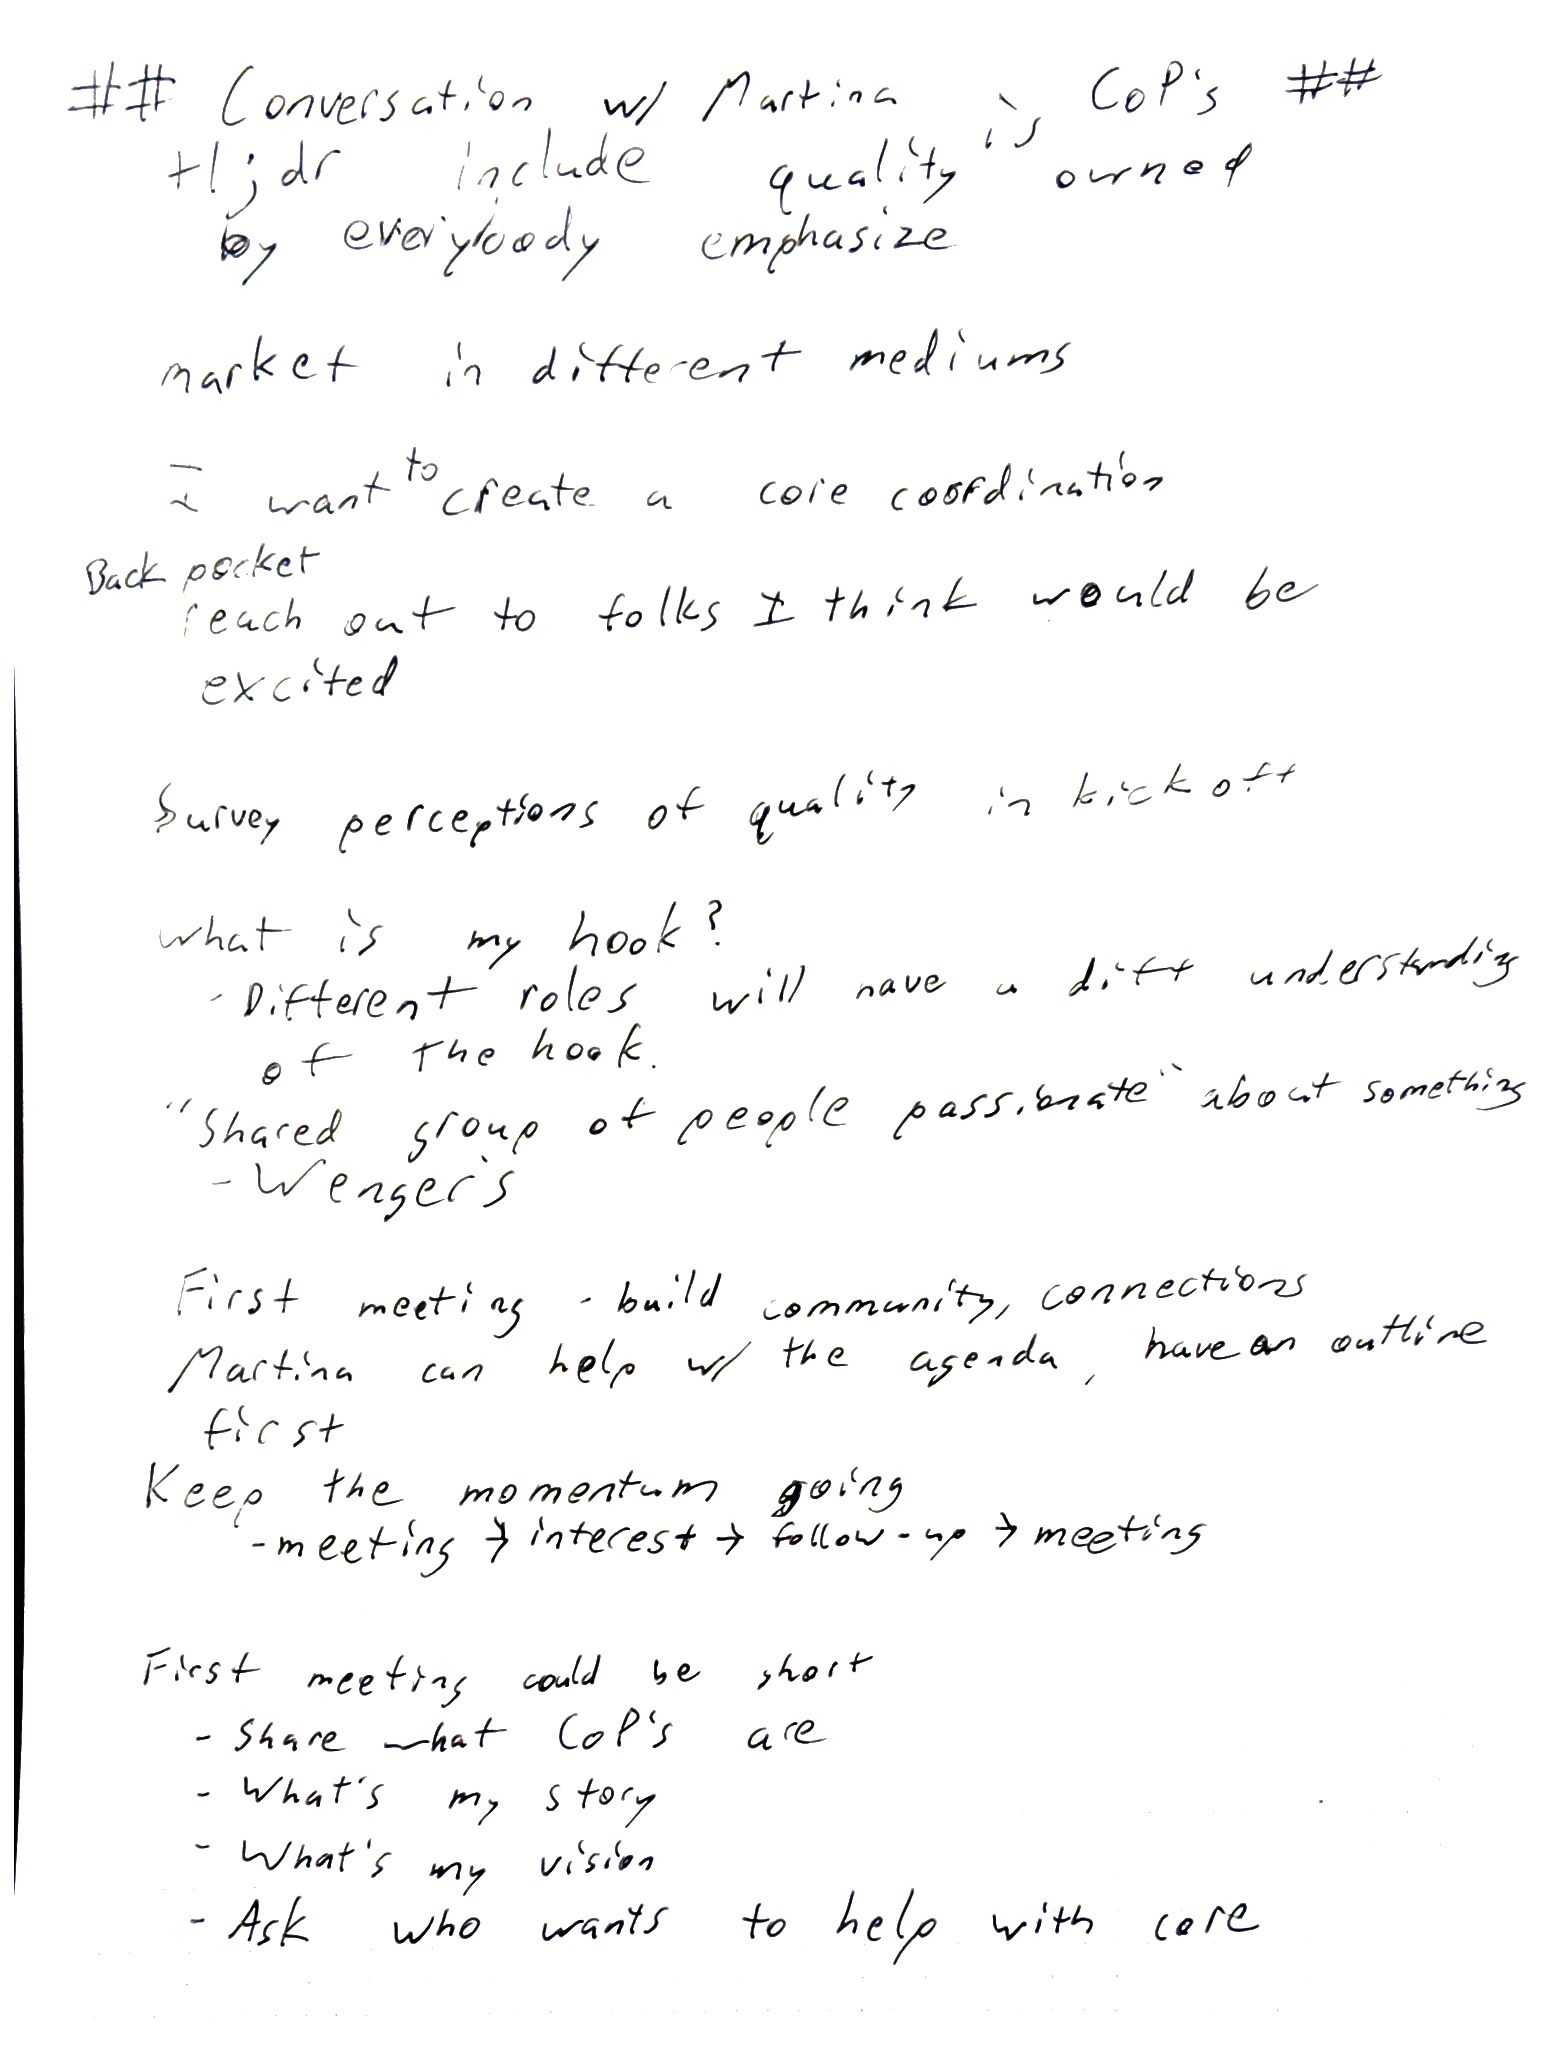 ## Conversation w/ Martina, CoP's ##
tl;dr include quality is owned
by everybody emphasize
market in different mediums
I want to create a core coordination
Back pocket
reach out to folks I think would be
excited
Survey perceptions of quality in kickoff
what is my hook?
- Different roles will have a diff understanding
of the hook.
"Shared group of people passionate" about something
- Wenger's
First meeting - build community, connections
Martina can help w/ the agenda, have an outline
first
Keep the momentum going
- meeting → interest → follow-up → meeting
First meeting could be short
- Share what CoP's are
- What's my story
- What's my vision
- Ask who wants to help with core